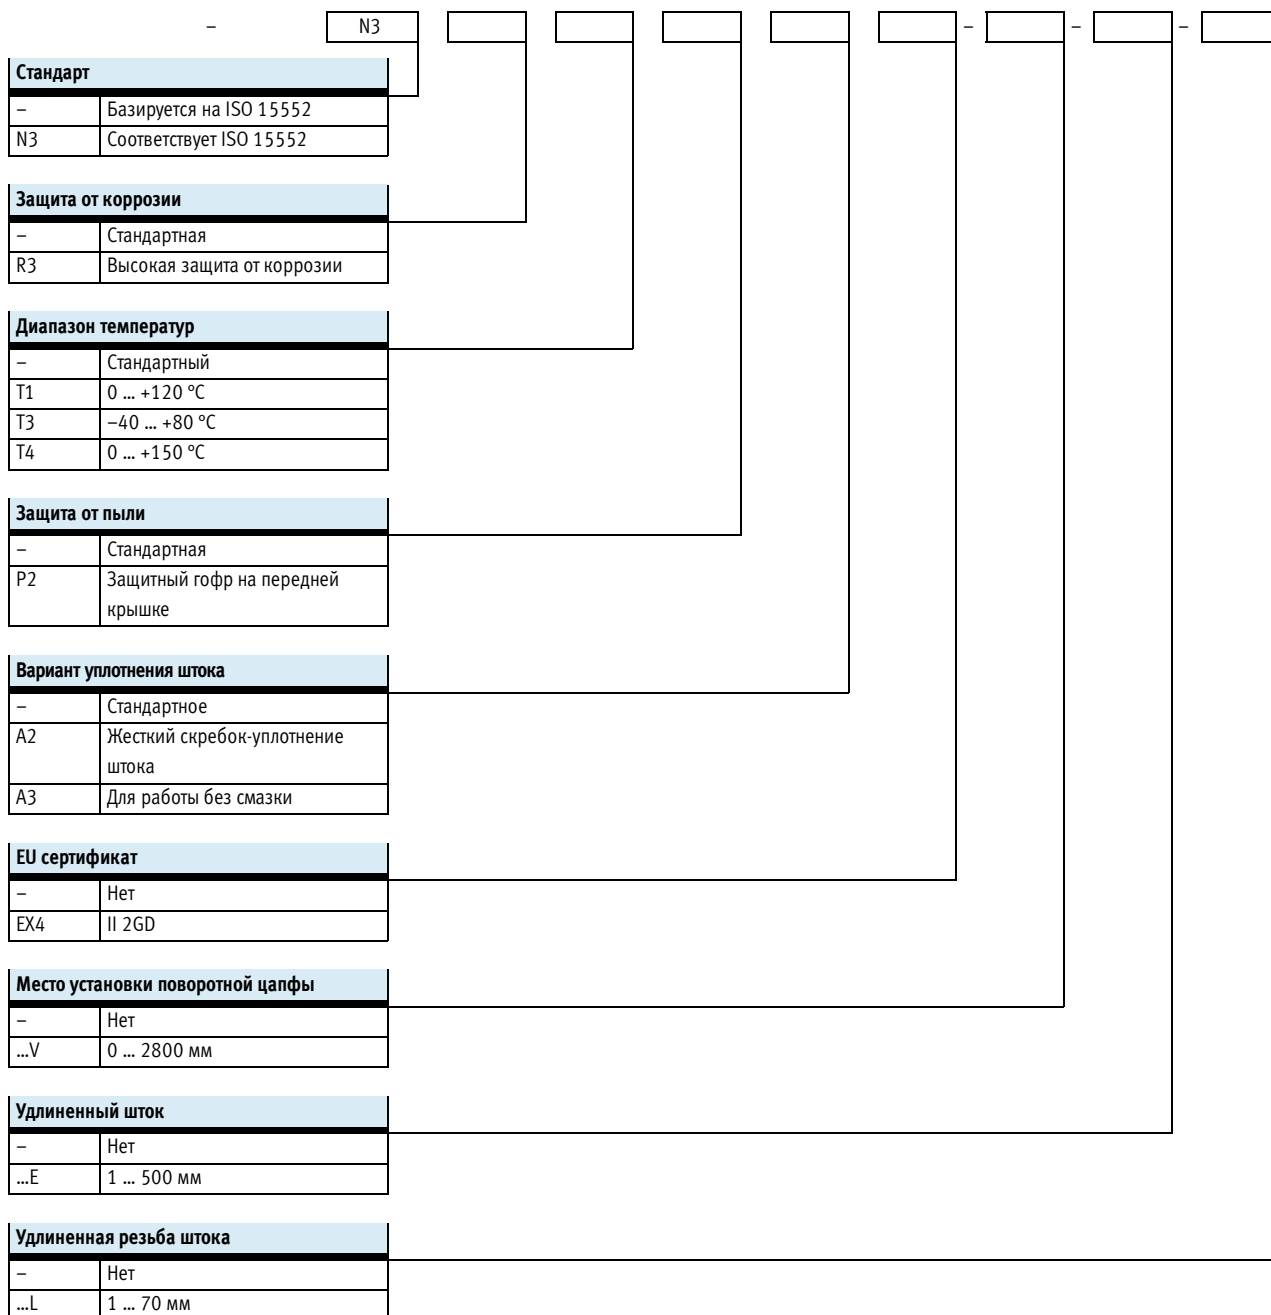 – N3 – – –
Стандарт
– Базируется на ISO 15552
N3 Соответствует ISO 15552
Защита от коррозии
– Стандартная
R3 Высокая защита от коррозии
Диапазон температур
– Стандартный
T1 0 ... +120 °C
T3 –40 ... +80 °C
T4 0 ... +150 °C
Защита от пыли
– Стандартная
P2 Защитный гофр на передней
крышке
Вариант уплотнения штока
– Стандартное
A2 Жесткий скребок-уплотнение
штока
A3 Для работы без смазки
EU сертификат
– Нет
EX4 II 2GD
Место установки поворотной цапфы
– Нет
...V 0 ... 2800 мм
Удлиненный шток
– Нет
...E 1 ... 500 мм
Удлиненная резьба штока
– Нет
...L 1 ... 70 мм